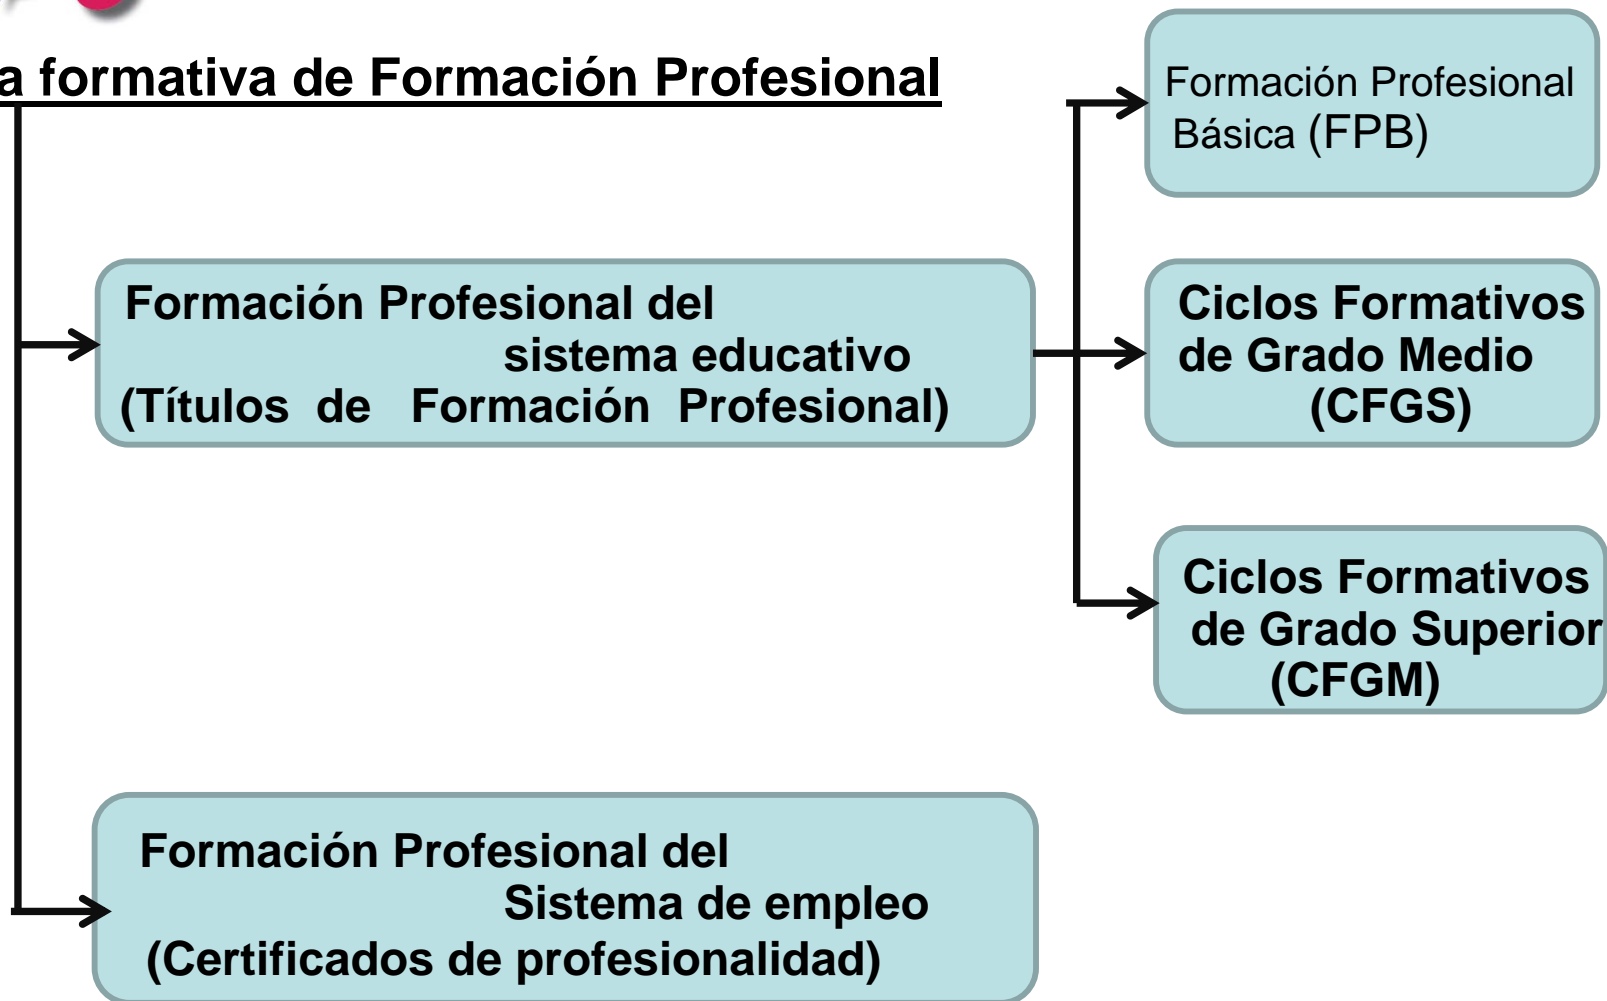 a formativa de Formación Profesional
Formación Profesional
Básica (FPB)
Formación Profesional del
sistema educativo
(Títulos de Formación Profesional)
Ciclos Formativos
de Grado Medio
(CFGS)
Ciclos Formativos
de Grado Superior
(CFGM)
Formación Profesional del
Sistema de empleo
(Certificados de profesionalidad)